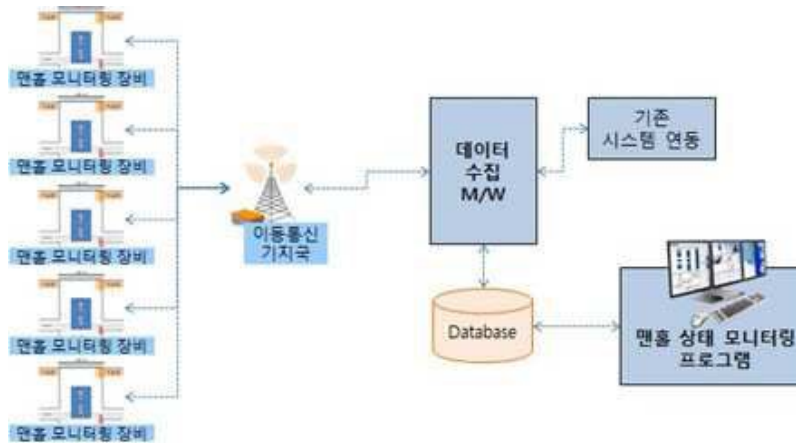 맨홀 모니터링 장비
맨홀 모니터링 장비
맨홀 모니터링 장비
맨홀 모니터링 장비
맨홀 모니터링 장비
이동통신
기지국
데이터
수집
M/W
기존
시스템 연동
Database
맨홀 상태 모니터링
프로그램